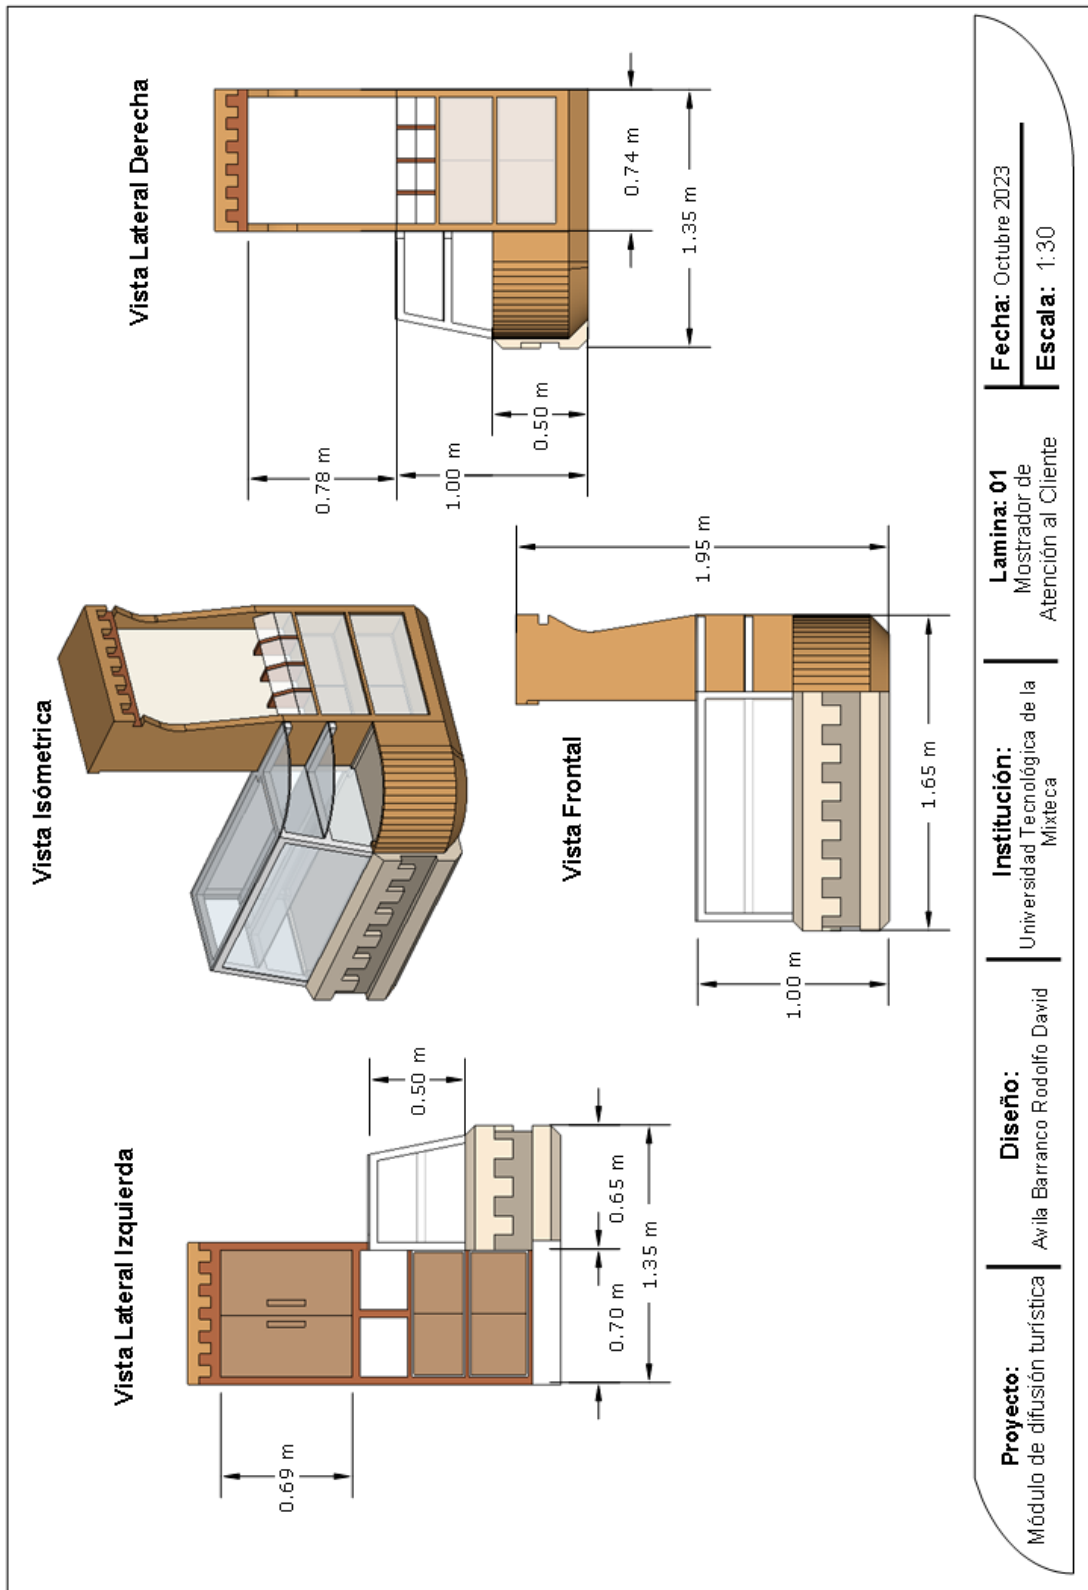 Vista Lateral Izquierda
0.69 m
0.50 m
0.70 m
0.65 m
1.35 m
Vista Isómetrica
Vista Lateral Derecha
0.78 m
1.00 m
0.50 m
0.74 m
1.35 m
Vista Frontal
1.00 m
1.65 m
1.95 m
Proyecto:
Módulo de difusión turística
Diseño:
Avila Barranco Rodolfo David
Institución:
Universidad Tecnológica de la
Mixteca
Lamina: 01
Mostrador de
Atención al Cliente
Fecha: Octubre 2023
Escala: 1:30